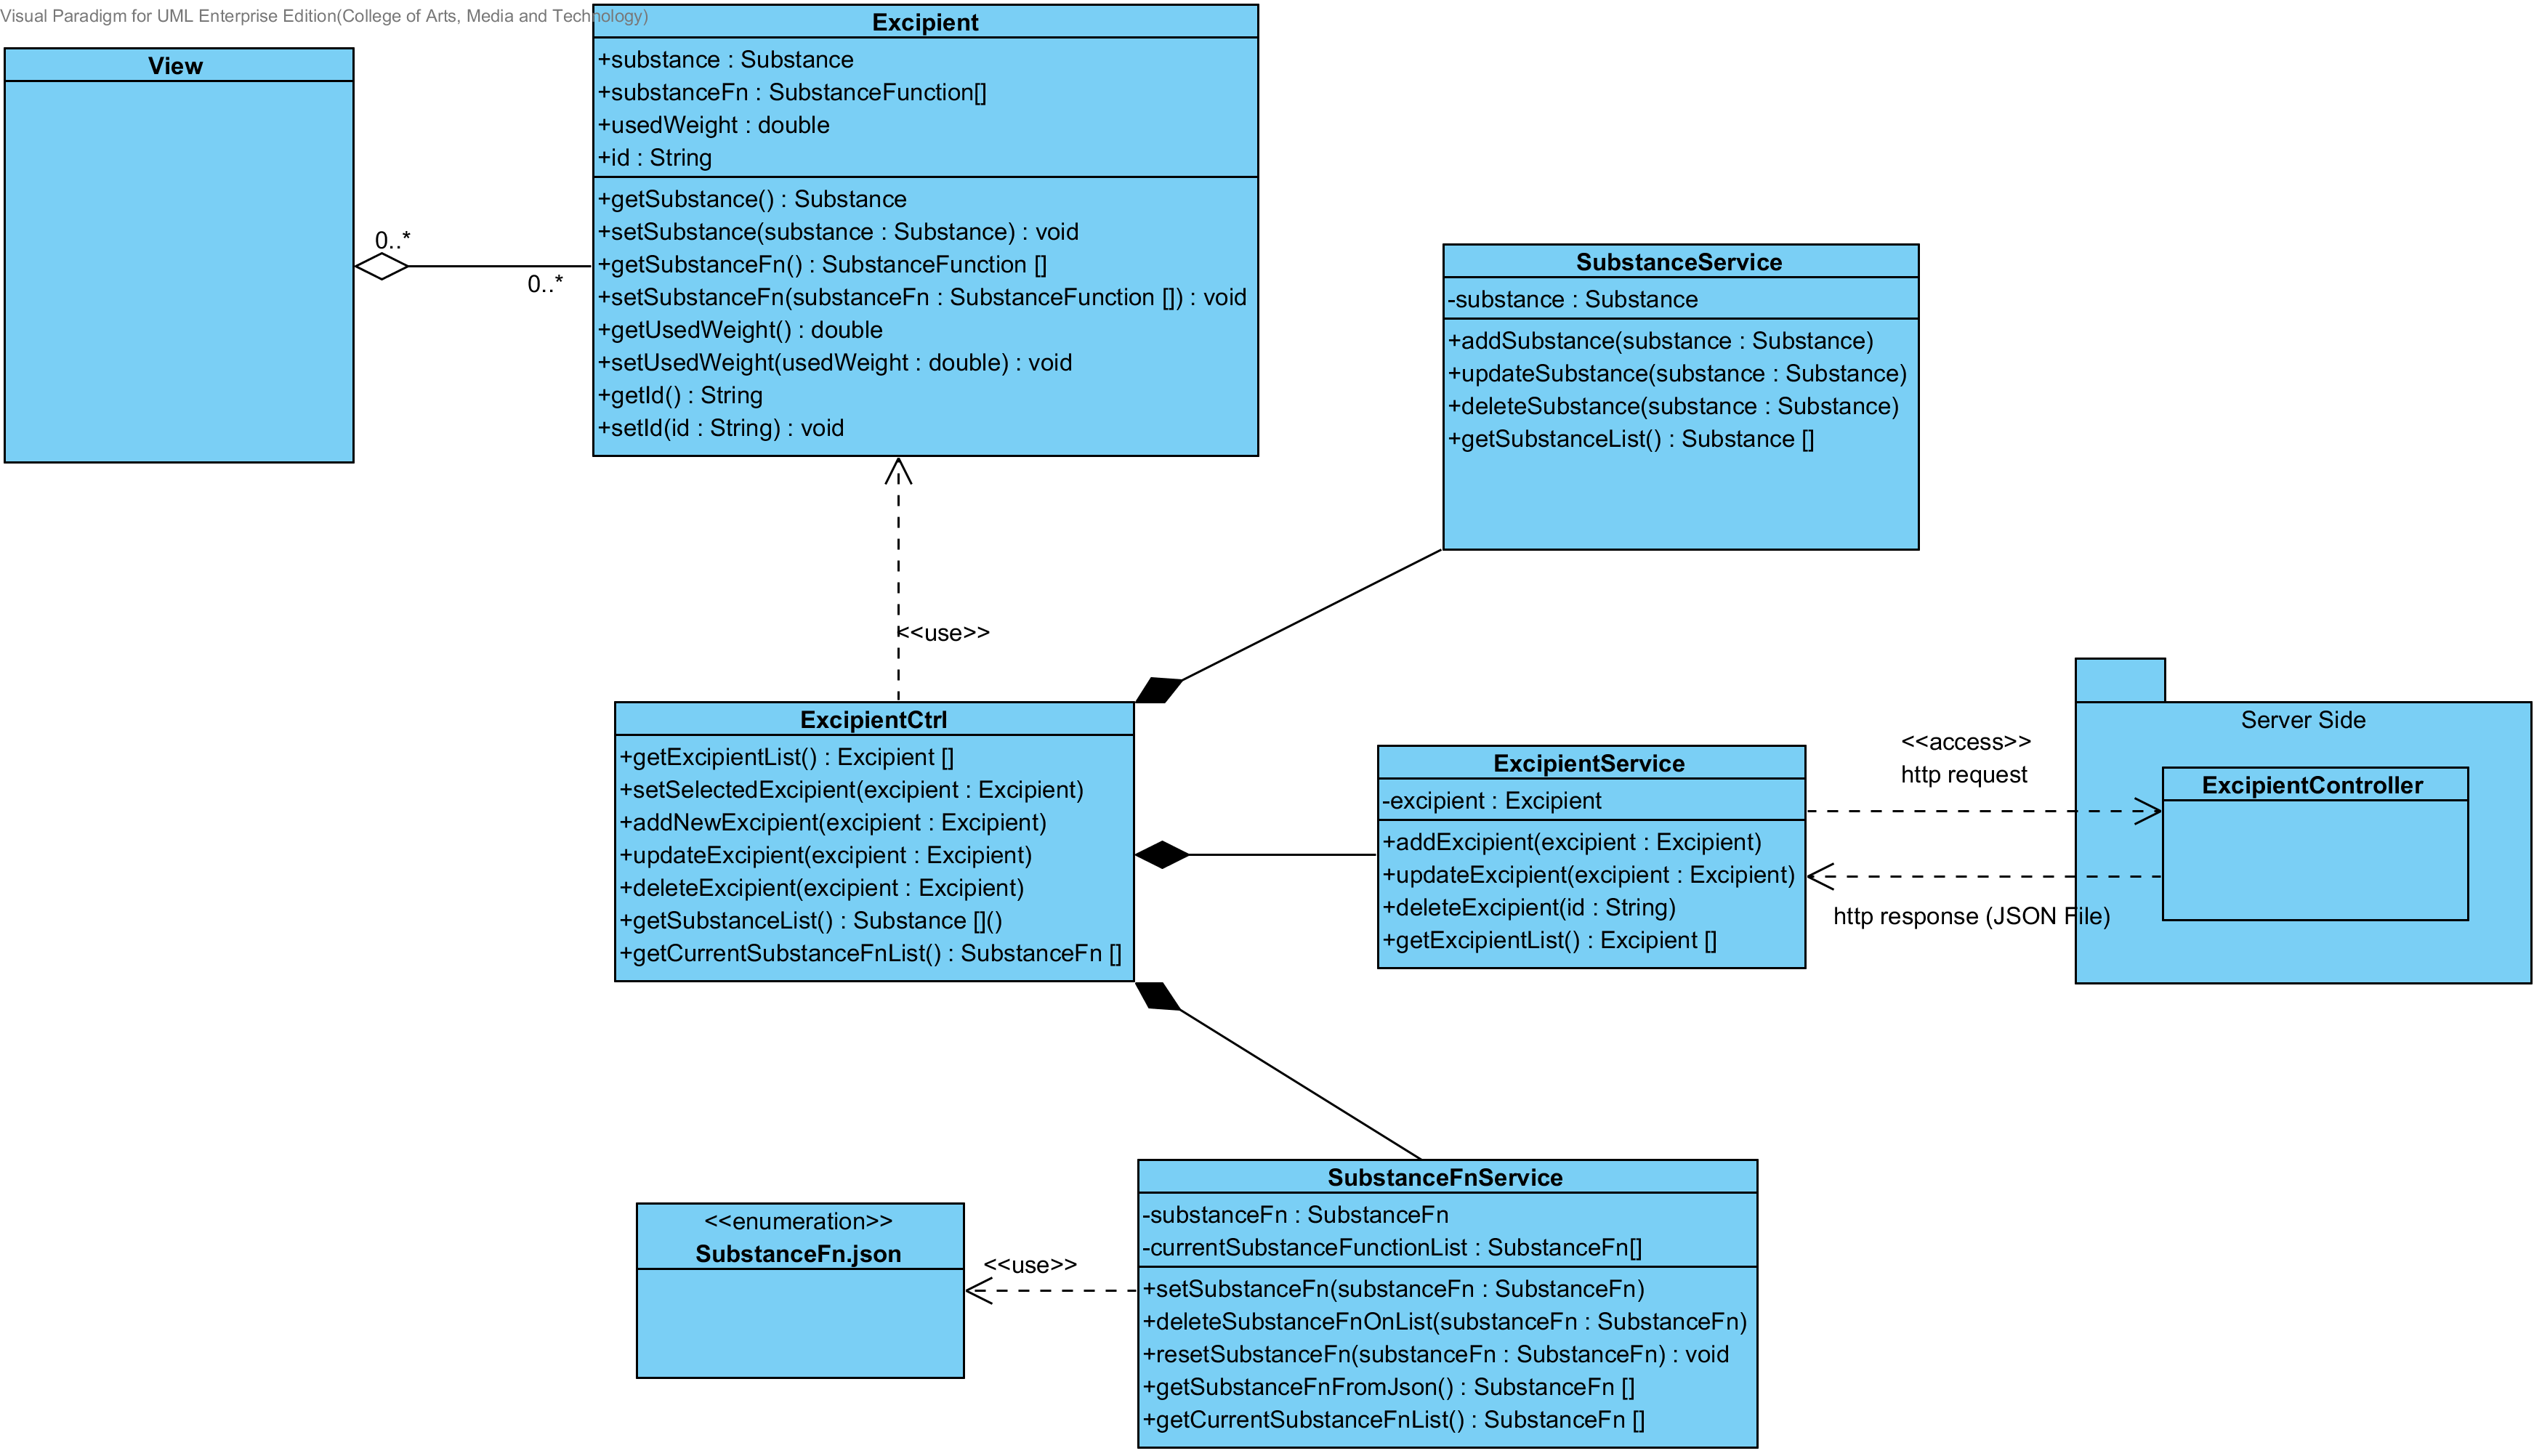 Visual Paradigm for UML Enterprise Edition(College of Arts, Media and Technology)
View
0..*
0..*
Excipient
+substance : Substance
+substanceFn : SubstanceFunction[]
+usedWeight : double
+id : String
+getSubstance() : Substance
+setSubstance(substance : Substance) : void
+getSubstanceFn() : SubstanceFunction []
+setSubstanceFn(substanceFn : SubstanceFunction []) : void
+getUsedWeight() : double
+setUsedWeight(usedWeight : double) : void
+getId() : String
+setId(id : String) : void
SubstanceService
-substance : Substance
+addSubstance(substance : Substance)
+updateSubstance(substance : Substance)
+deleteSubstance(substance : Substance)
+getSubstanceList() : Substance []
<<use>>
ExcipientCtrl
+getExcipientList() : Excipient []
+setSelectedExcipient(excipient : Excipient)
+addNewExcipient(excipient : Excipient)
+updateExcipient(excipient : Excipient)
+deleteExcipient(excipient : Excipient)
+getSubstanceList() : Substance []()
+getCurrentSubstanceFnList() : SubstanceFn []
ExcipientService
-excipient : Excipient
+addExcipient(excipient : Excipient)
+updateExcipient(excipient : Excipient)
+deleteExcipient(id : String)
+getExcipientList() : Excipient []
<<access>>
http request
http response (JSON File)
Server Side
ExcipientController
<<enumeration>>
SubstanceFn.json
<<use>>
SubstanceFnService
-substanceFn : SubstanceFn
-currentSubstanceFunctionList : SubstanceFn[]
+setSubstanceFn(substanceFn : SubstanceFn)
+deleteSubstanceFnOnList(substanceFn : SubstanceFn)
+resetSubstanceFn(substanceFn : SubstanceFn) : void
+getSubstanceFnFromJson() : SubstanceFn []
+getCurrentSubstanceFnList() : SubstanceFn []